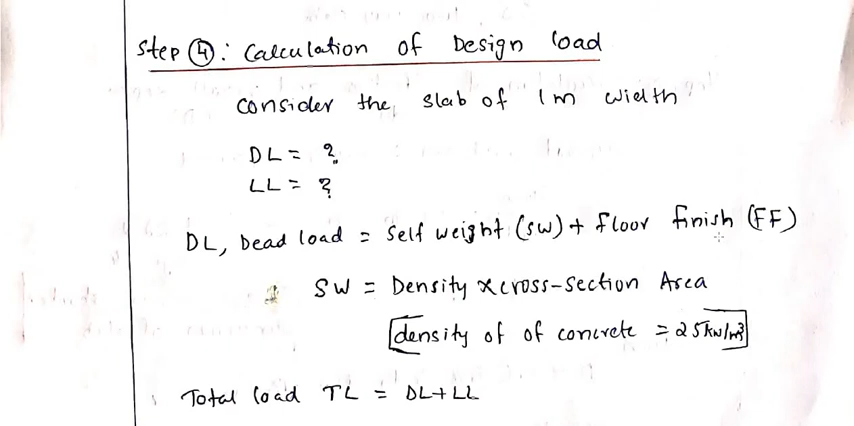 Step ④: Calculation of Design load
Consider the slab of 1m width
DL = ?
LL = ?
DL, Dead load = Self weight (SW) + floor finish (FF)
SW = Density x cross-section Area
density of of concrete = 25kw/m³
Total load TL = DL+LL